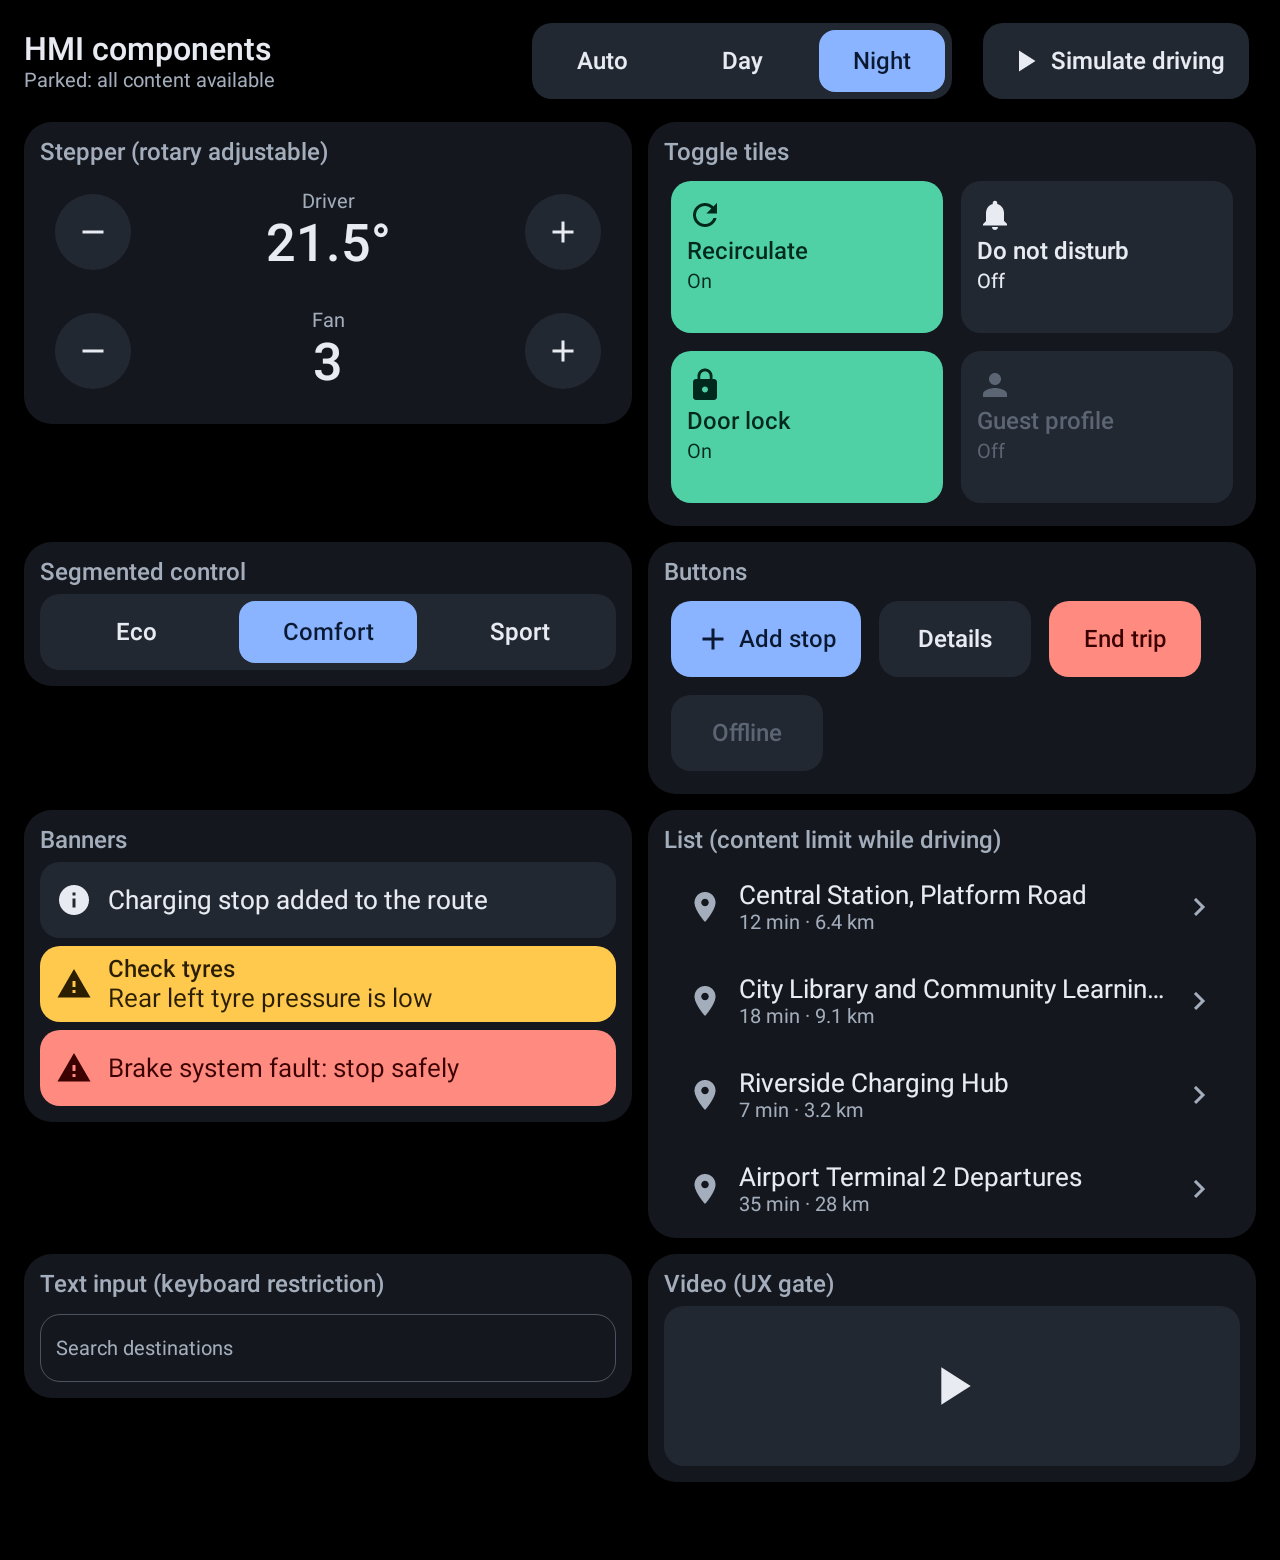 HMI components
Parked: all content available
Auto
Day
Night
Simulate driving
Stepper (rotary adjustable)
Driver
21.5°
Fan
3
Toggle tiles
Recirculate
On
Do not disturb
Off
Door lock
On
Guest profile
Off
Segmented control
Eco
Comfort
Sport
Buttons
Add stop
Details
End trip
Offline
Banners
Charging stop added to the route
Check tyres
Rear left tyre pressure is low
Brake system fault: stop safely
List (content limit while driving)
Central Station, Platform Road
12 min · 6.4 km
City Library and Community Learnin…
18 min · 9.1 km
Riverside Charging Hub
7 min · 3.2 km
Airport Terminal 2 Departures
35 min · 28 km
Text input (keyboard restriction)
Search destinations
Video (UX gate)